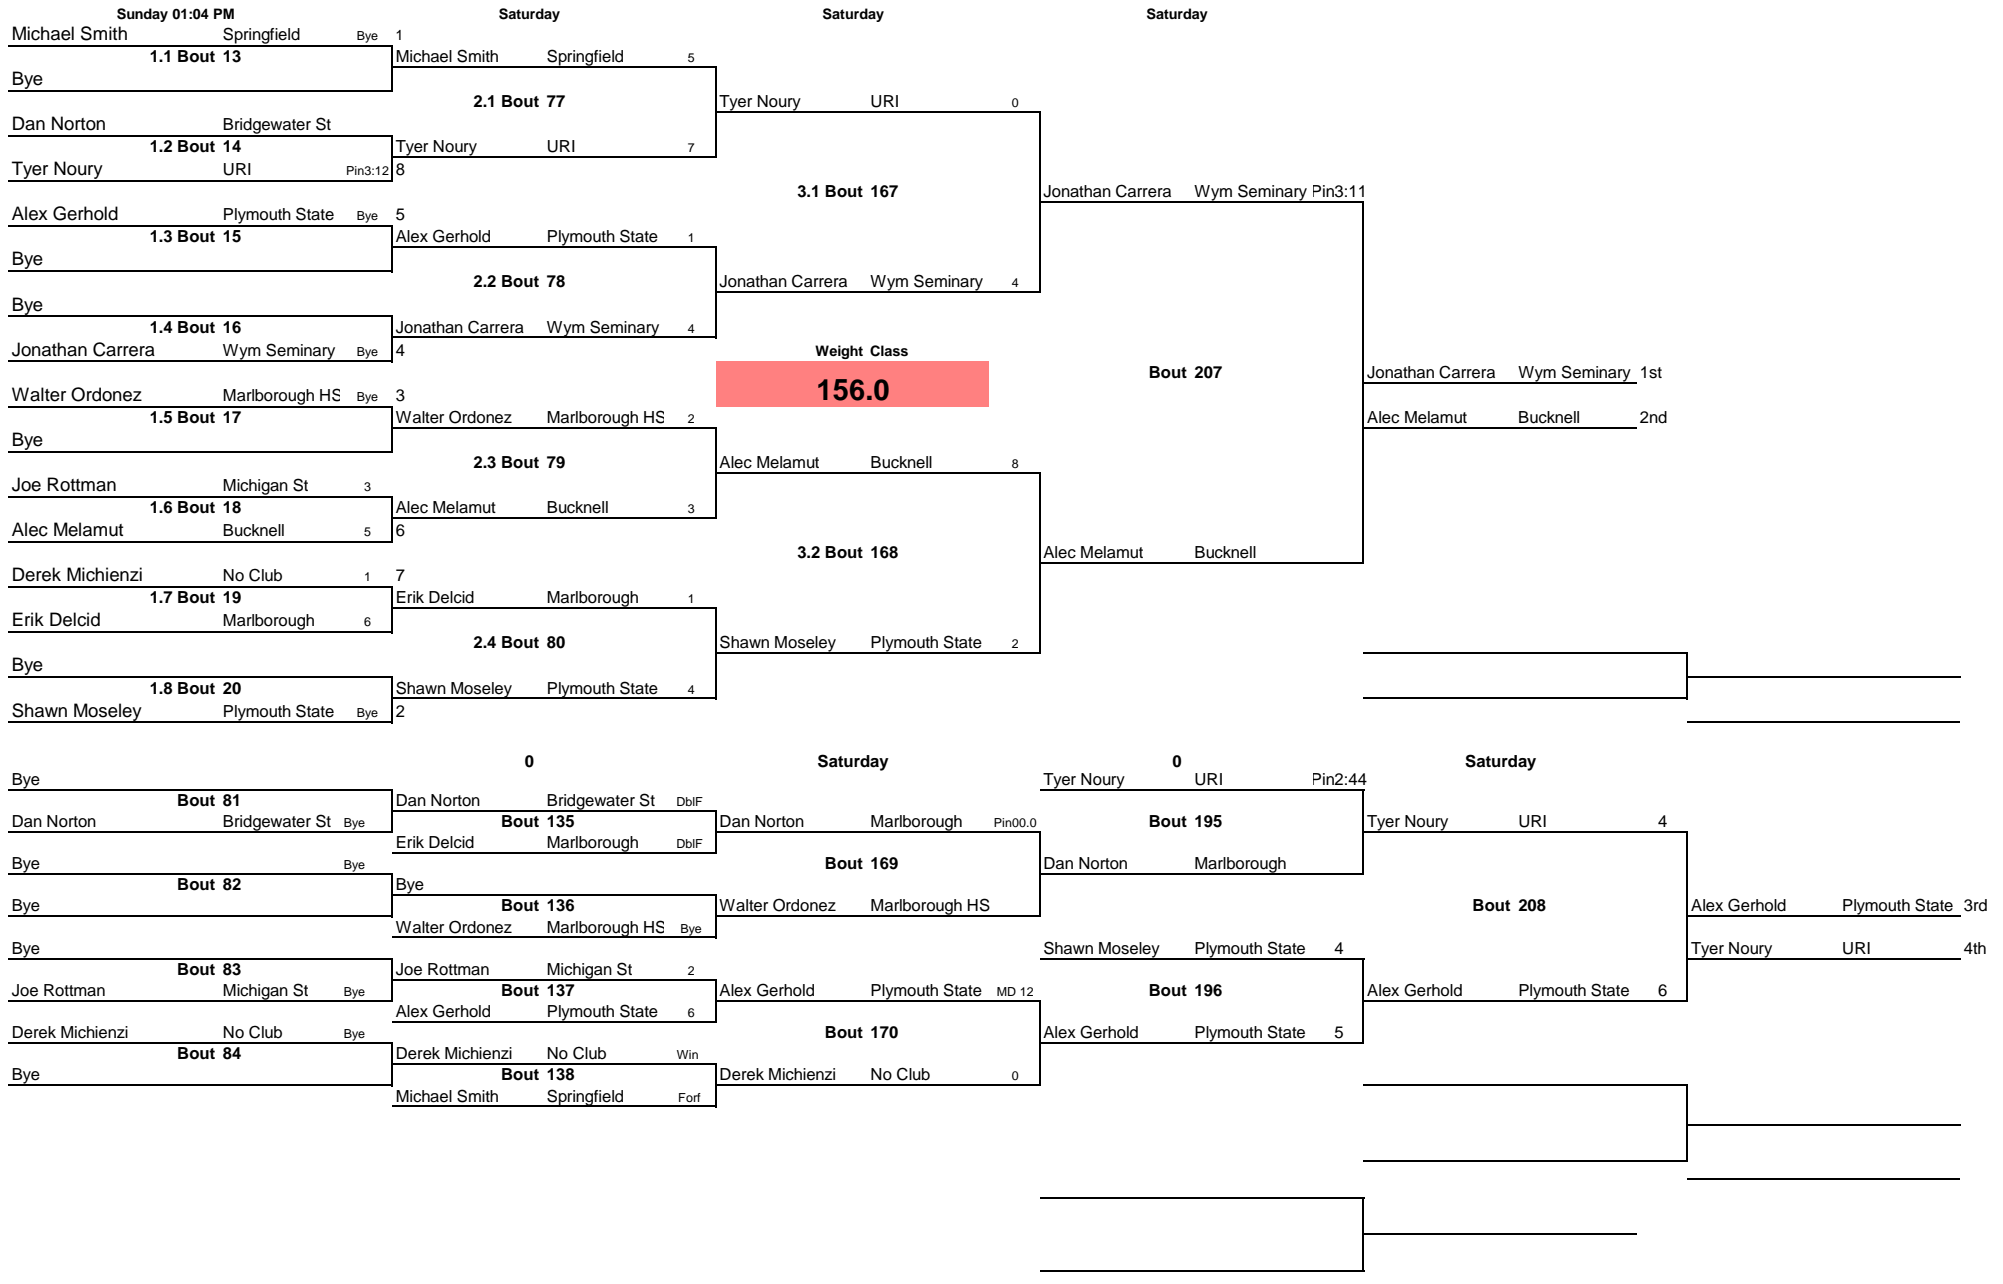 Sunday 01:04 PM Saturday Saturday Saturday
Michael Smith Springfield Bye 1
1.1 Bout 13 Michael Smith Springfield 5
Bye
2.1 Bout 77 Tyer Noury URI 0
Dan Norton Bridgewater St
1.2 Bout 14 Tyer Noury URI 7
Tyer Noury URI Pin3:12 8
3.1 Bout 167 Jonathan Carrera Wym Seminary Pin3:11
Alex Gerhold Plymouth State Bye 5
1.3 Bout 15 Alex Gerhold Plymouth State 1
Bye
2.2 Bout 78 Jonathan Carrera Wym Seminary 4
Bye
1.4 Bout 16 Jonathan Carrera Wym Seminary 4
Jonathan Carrera Wym Seminary Bye 4 Weight Class
Bout 207 Jonathan Carrera Wym Seminary 1st
Walter Ordonez Marlborough HS Bye 3 156.0
1.5 Bout 17 Walter Ordonez Marlborough HS 2 Alec Melamut Bucknell 2nd
Bye
2.3 Bout 79 Alec Melamut Bucknell 8
Joe Rottman Michigan St 3
1.6 Bout 18 Alec Melamut Bucknell 3
Alec Melamut Bucknell 5 6
3.2 Bout 168 Alec Melamut Bucknell
Derek Michienzi No Club 1 7
1.7 Bout 19 Erik Delcid Marlborough 1
Erik Delcid Marlborough 6
2.4 Bout 80 Shawn Moseley Plymouth State 2
Bye
1.8 Bout 20 Shawn Moseley Plymouth State 4
Shawn Moseley Plymouth State Bye 2
0 Saturday 0 Saturday
Bye Tyer Noury URI Pin2:44
Bout 81 Dan Norton Bridgewater St DblF
Dan Norton Bridgewater St Bye Bout 135 Dan Norton Marlborough Pin00.0 Bout 195 Tyer Noury URI 4
Erik Delcid Marlborough DblF
Bye Bye Bout 169 Dan Norton Marlborough
Bout 82 Bye
Bye Bout 136 Walter Ordonez Marlborough HS Bout 208 Alex Gerhold Plymouth State 3rd
Walter Ordonez Marlborough HS Bye
Bye Shawn Moseley Plymouth State 4 Tyer Noury URI 4th
Bout 83 Joe Rottman Michigan St 2
Joe Rottman Michigan St Bye Bout 137 Alex Gerhold Plymouth State MD 12 Bout 196 Alex Gerhold Plymouth State 6
Alex Gerhold Plymouth State 6
Derek Michienzi No Club Bye Bout 170 Alex Gerhold Plymouth State 5
Bout 84 Derek Michienzi No Club Win
Bye Bout 138 Derek Michienzi No Club 0
Michael Smith Springfield Forf